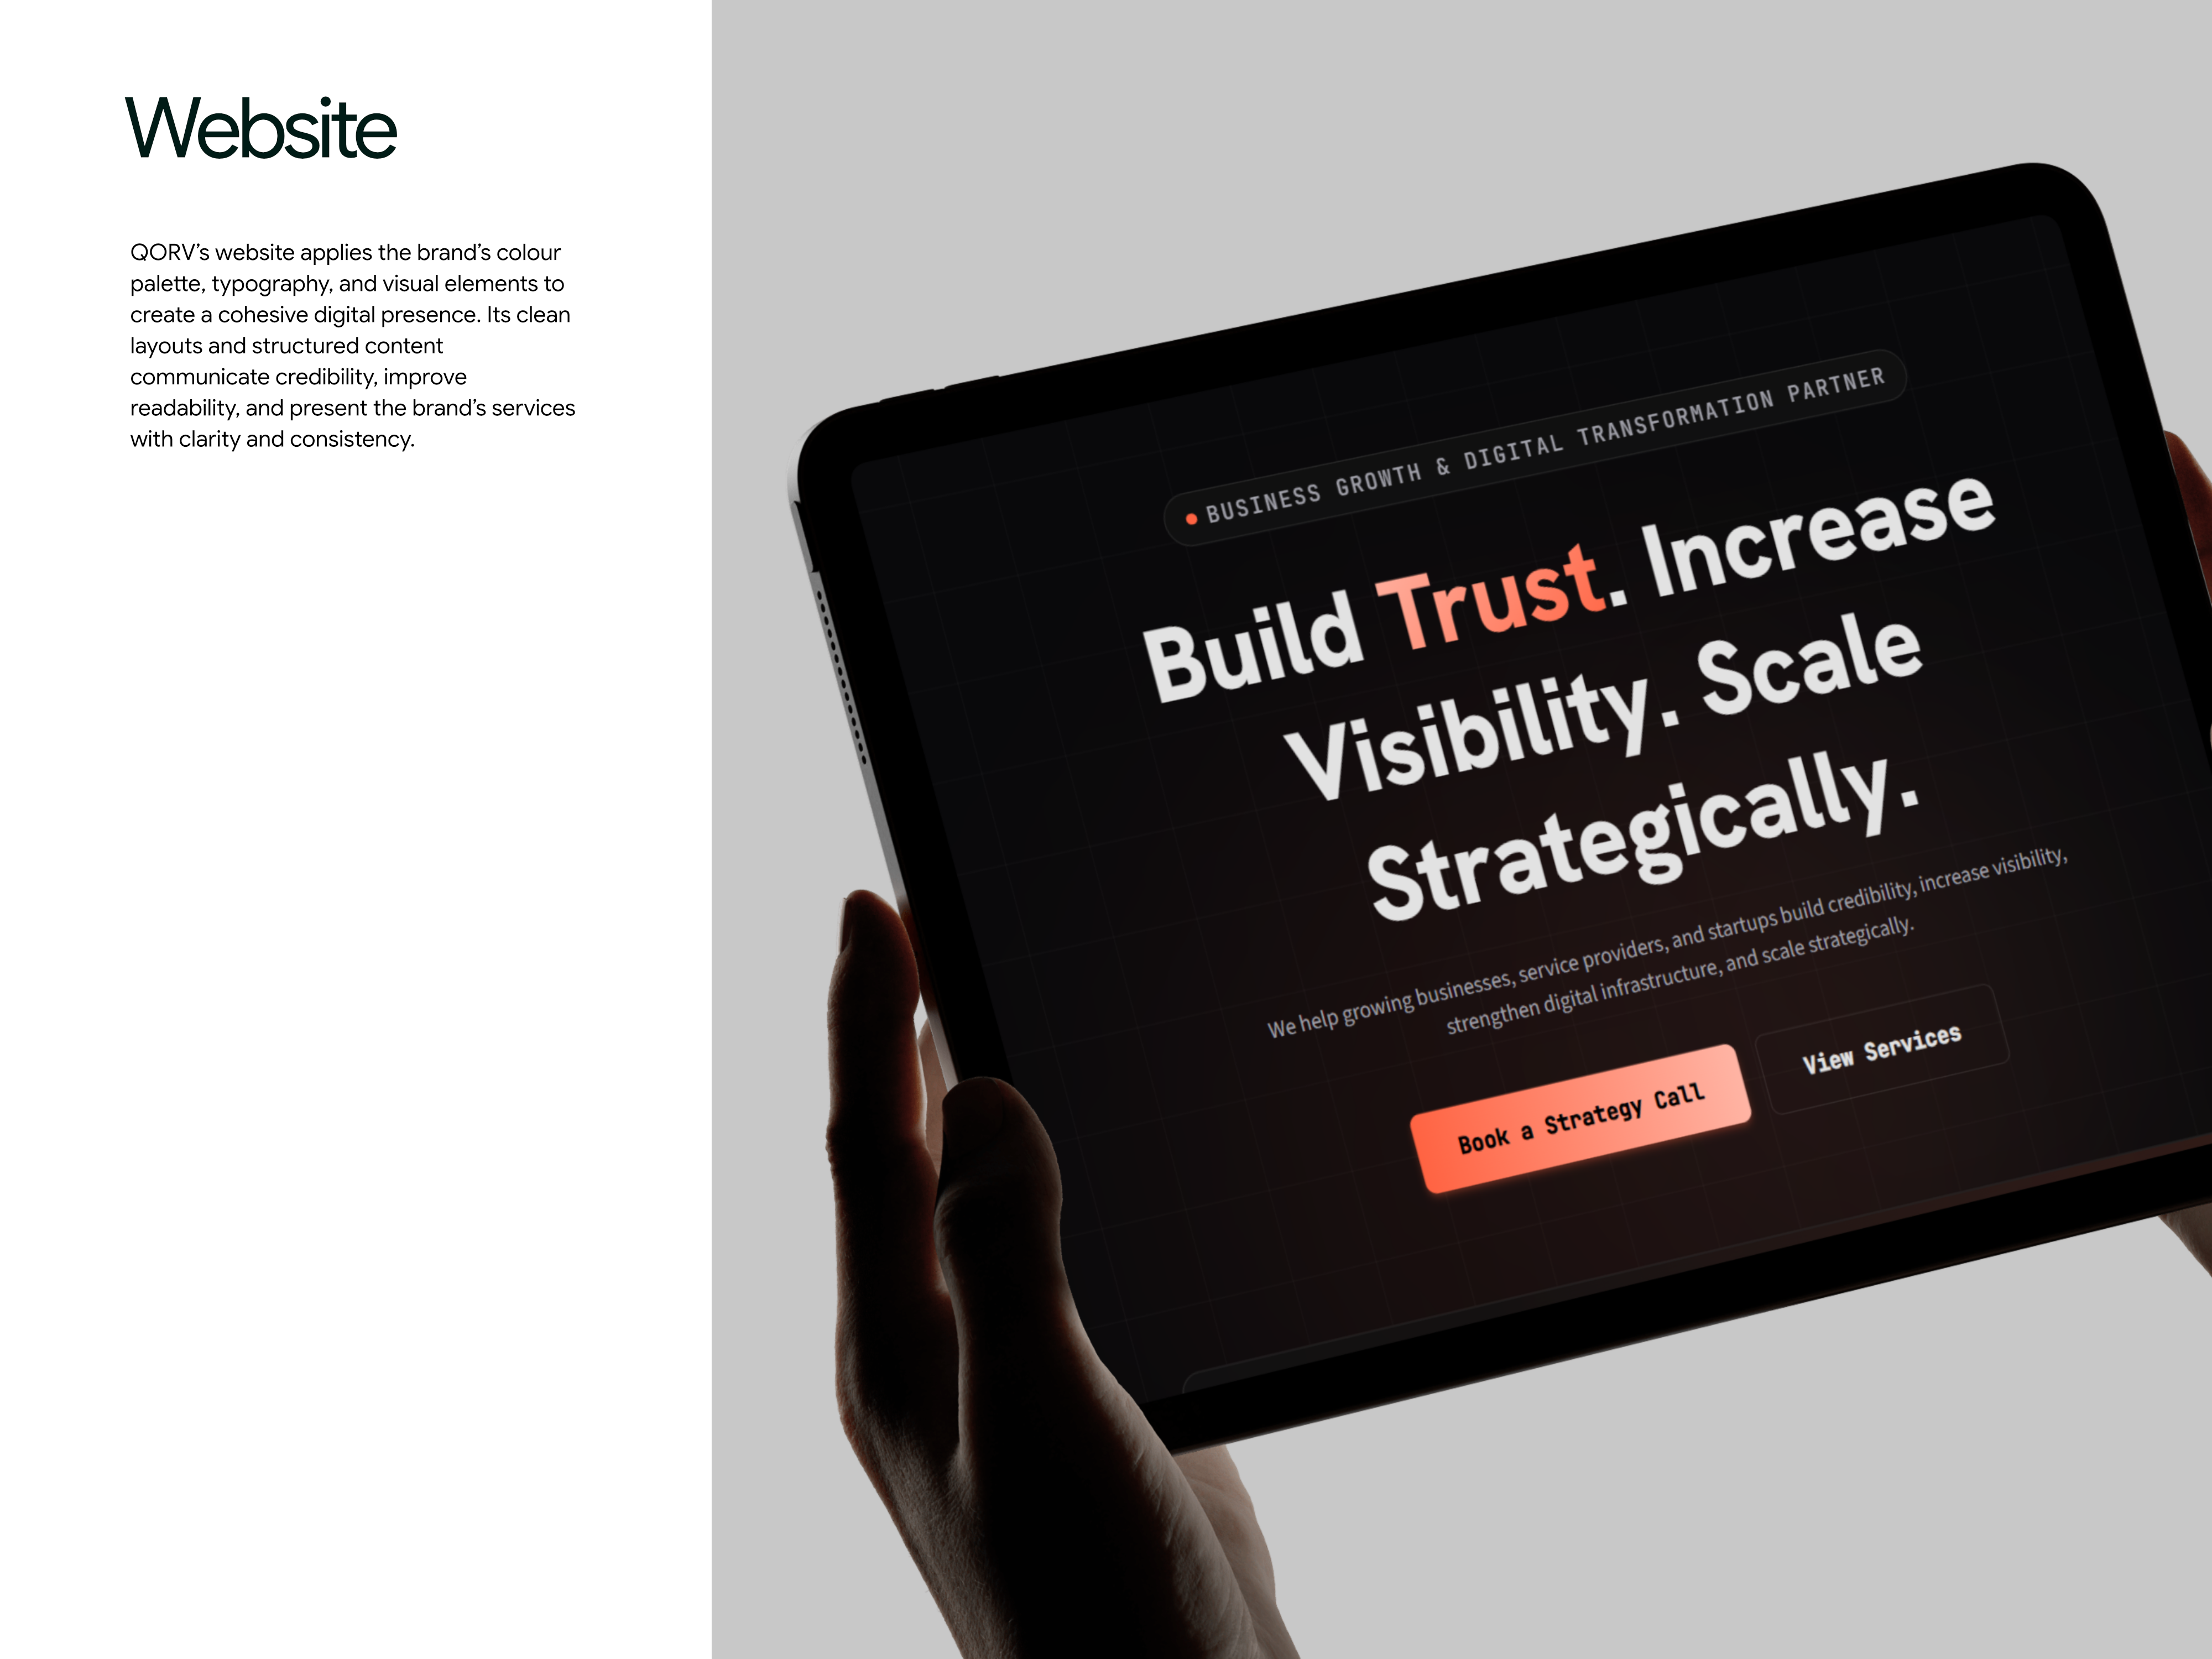 Website
QORV’s website applies the brand’s colour
palette, typography, and visual elements to
create a cohesive digital presence. Its clean
layouts and structured content
communicate credibility, improve
readability, and present the brand’s services
with clarity and consistency.
BUSINESS GROWTH & DIGITAL TRANSFORMATION PARTNER
Build Trust. Increase
Visibility. Scale
Strategically.
We help growing businesses, service providers, and startups build credibility, increase visibility,
strengthen digital infrastructure, and scale strategically.
Book a Strategy Call
View Services